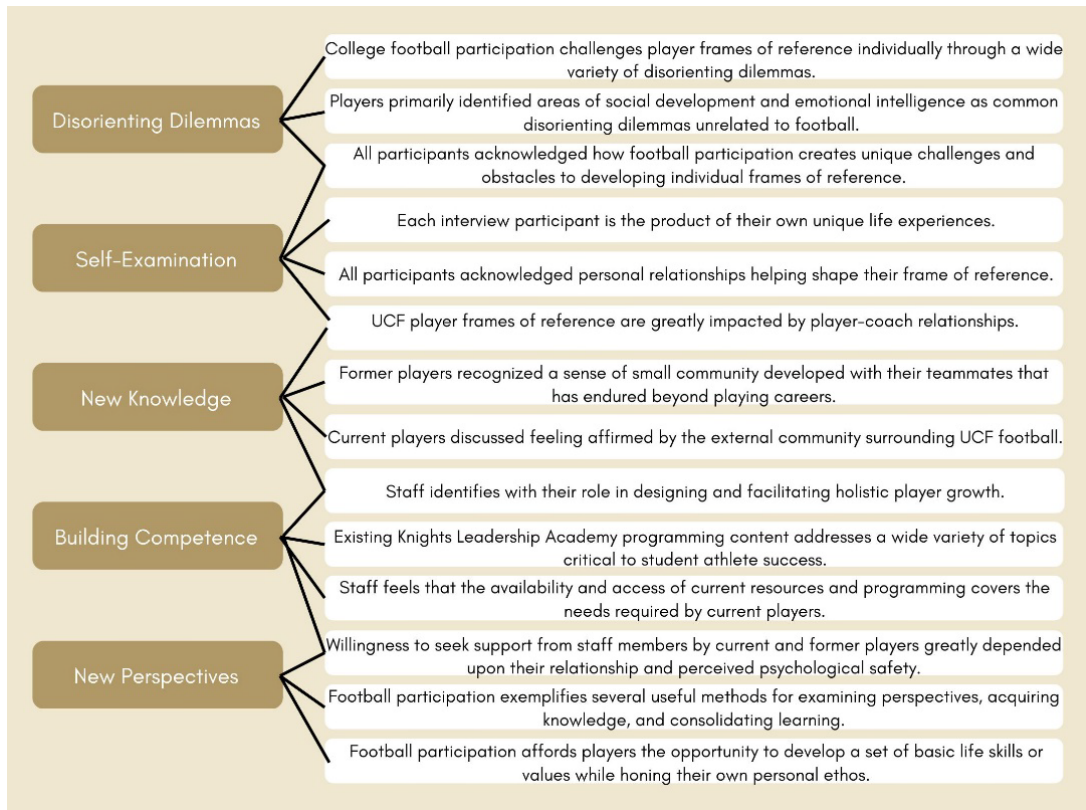 College football participation challenges player frames of reference individually through a wide
variety of disorienting dilemmas.
Disorienting Dilemmas
Players primarily identified areas of social development and emotional intelligence as common
disorienting dilemmas unrelated to football.
All participants acknowledged how football participation creates unique challenges and
obstacles to developing individual frames of reference.
Each interview participant is the product of their own unique life experiences.
Self-Examination
All participants acknowledged personal relationships helping shape their frame of reference.
UCF player frames of reference are greatly impacted by player-coach relationships.
Former players recognized a sense of small community developed with their teammates that
has endured beyond playing careers.
New Knowledge
Current players discussed feeling affirmed by the external community surrounding UCF football.
Staff identifies with their role in designing and facilitating holistic player growth.
Existing Knights Leadership Academy programming content addresses a wide variety of topics
critical to student athlete success.
Building Competence
Staff feels that the availability and access of current resources and programming covers the
needs required by current players.
Willingness to seek support from staff members by current and former players greatly depended
upon their relationship and perceived psychological safety.
New Perspectives
Football participation exemplifies several useful methods for examining perspectives, acquiring
knowledge, and consolidating learning.
Football participation affords players the opportunity to develop a set of basic life skills or
values while honing their own personal ethos.